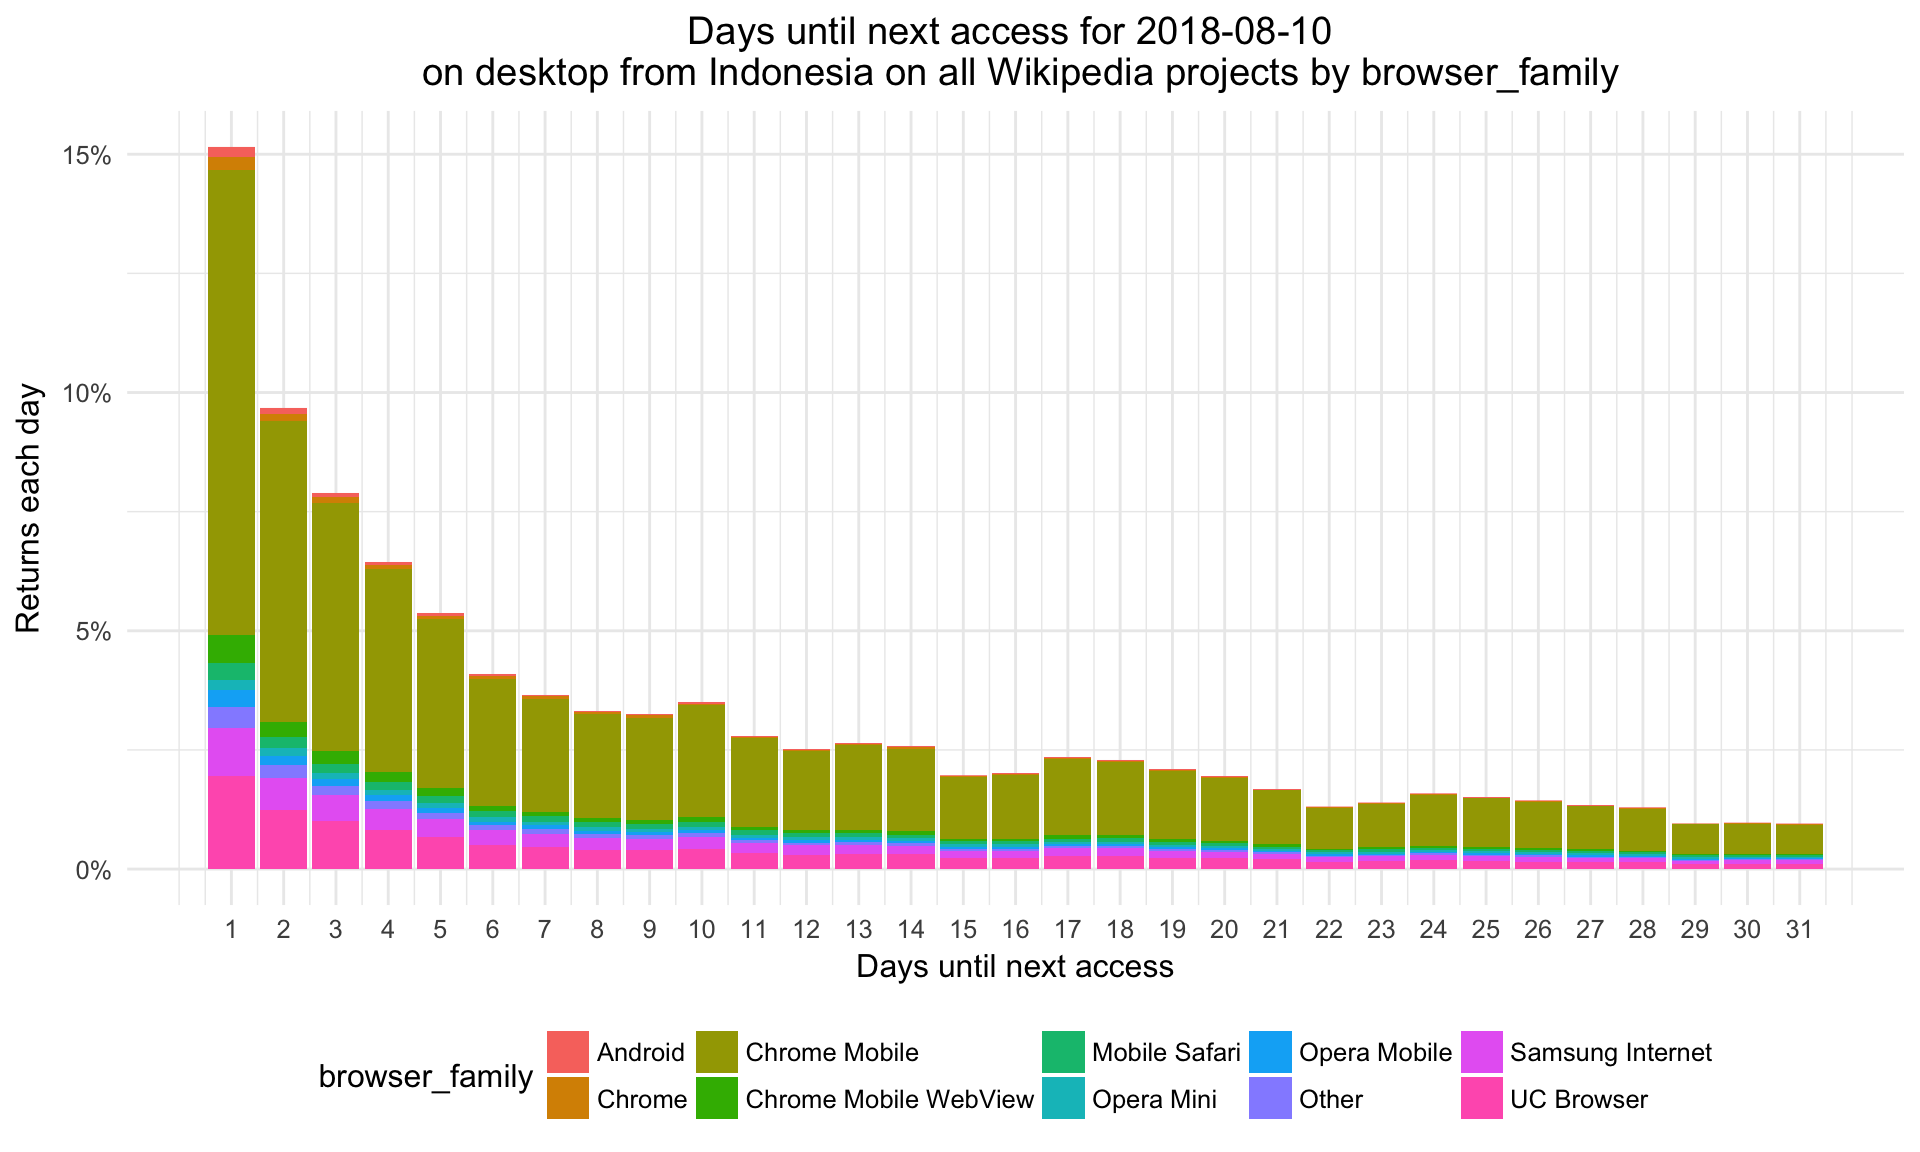 Days until next access for 2018-08-10
on desktop from Indonesia on all Wikipedia projects by browser_family
Returns each day
15%
10%
5%
0%
1 2 3 4 5 6 7 8 9 10 11 12 13 14 15 16 17 18 19 20 21 22 23 24 25 26 27 28 29 30 31
Days until next access
browser_family
Android Chrome Mobile Mobile Safari Opera Mobile Samsung Internet
Chrome Chrome Mobile WebView Opera Mini Other UC Browser